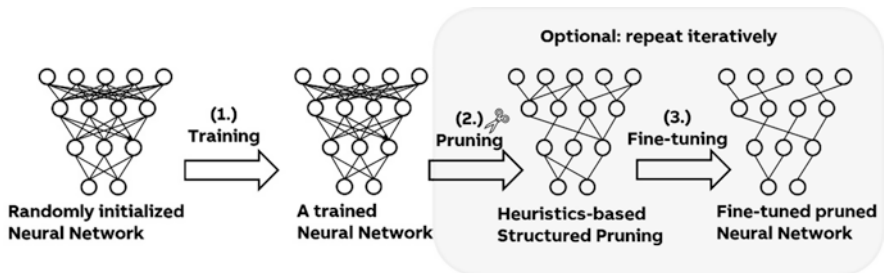 Optional: repeat iteratively
(1.)
Training
(2.)
Pruning
(3.)
Fine-tuning
Randomly initialized
Neural Network
A trained
Neural Network
Heuristics-based
Structured Pruning
Fine-tuned pruned
Neural Network